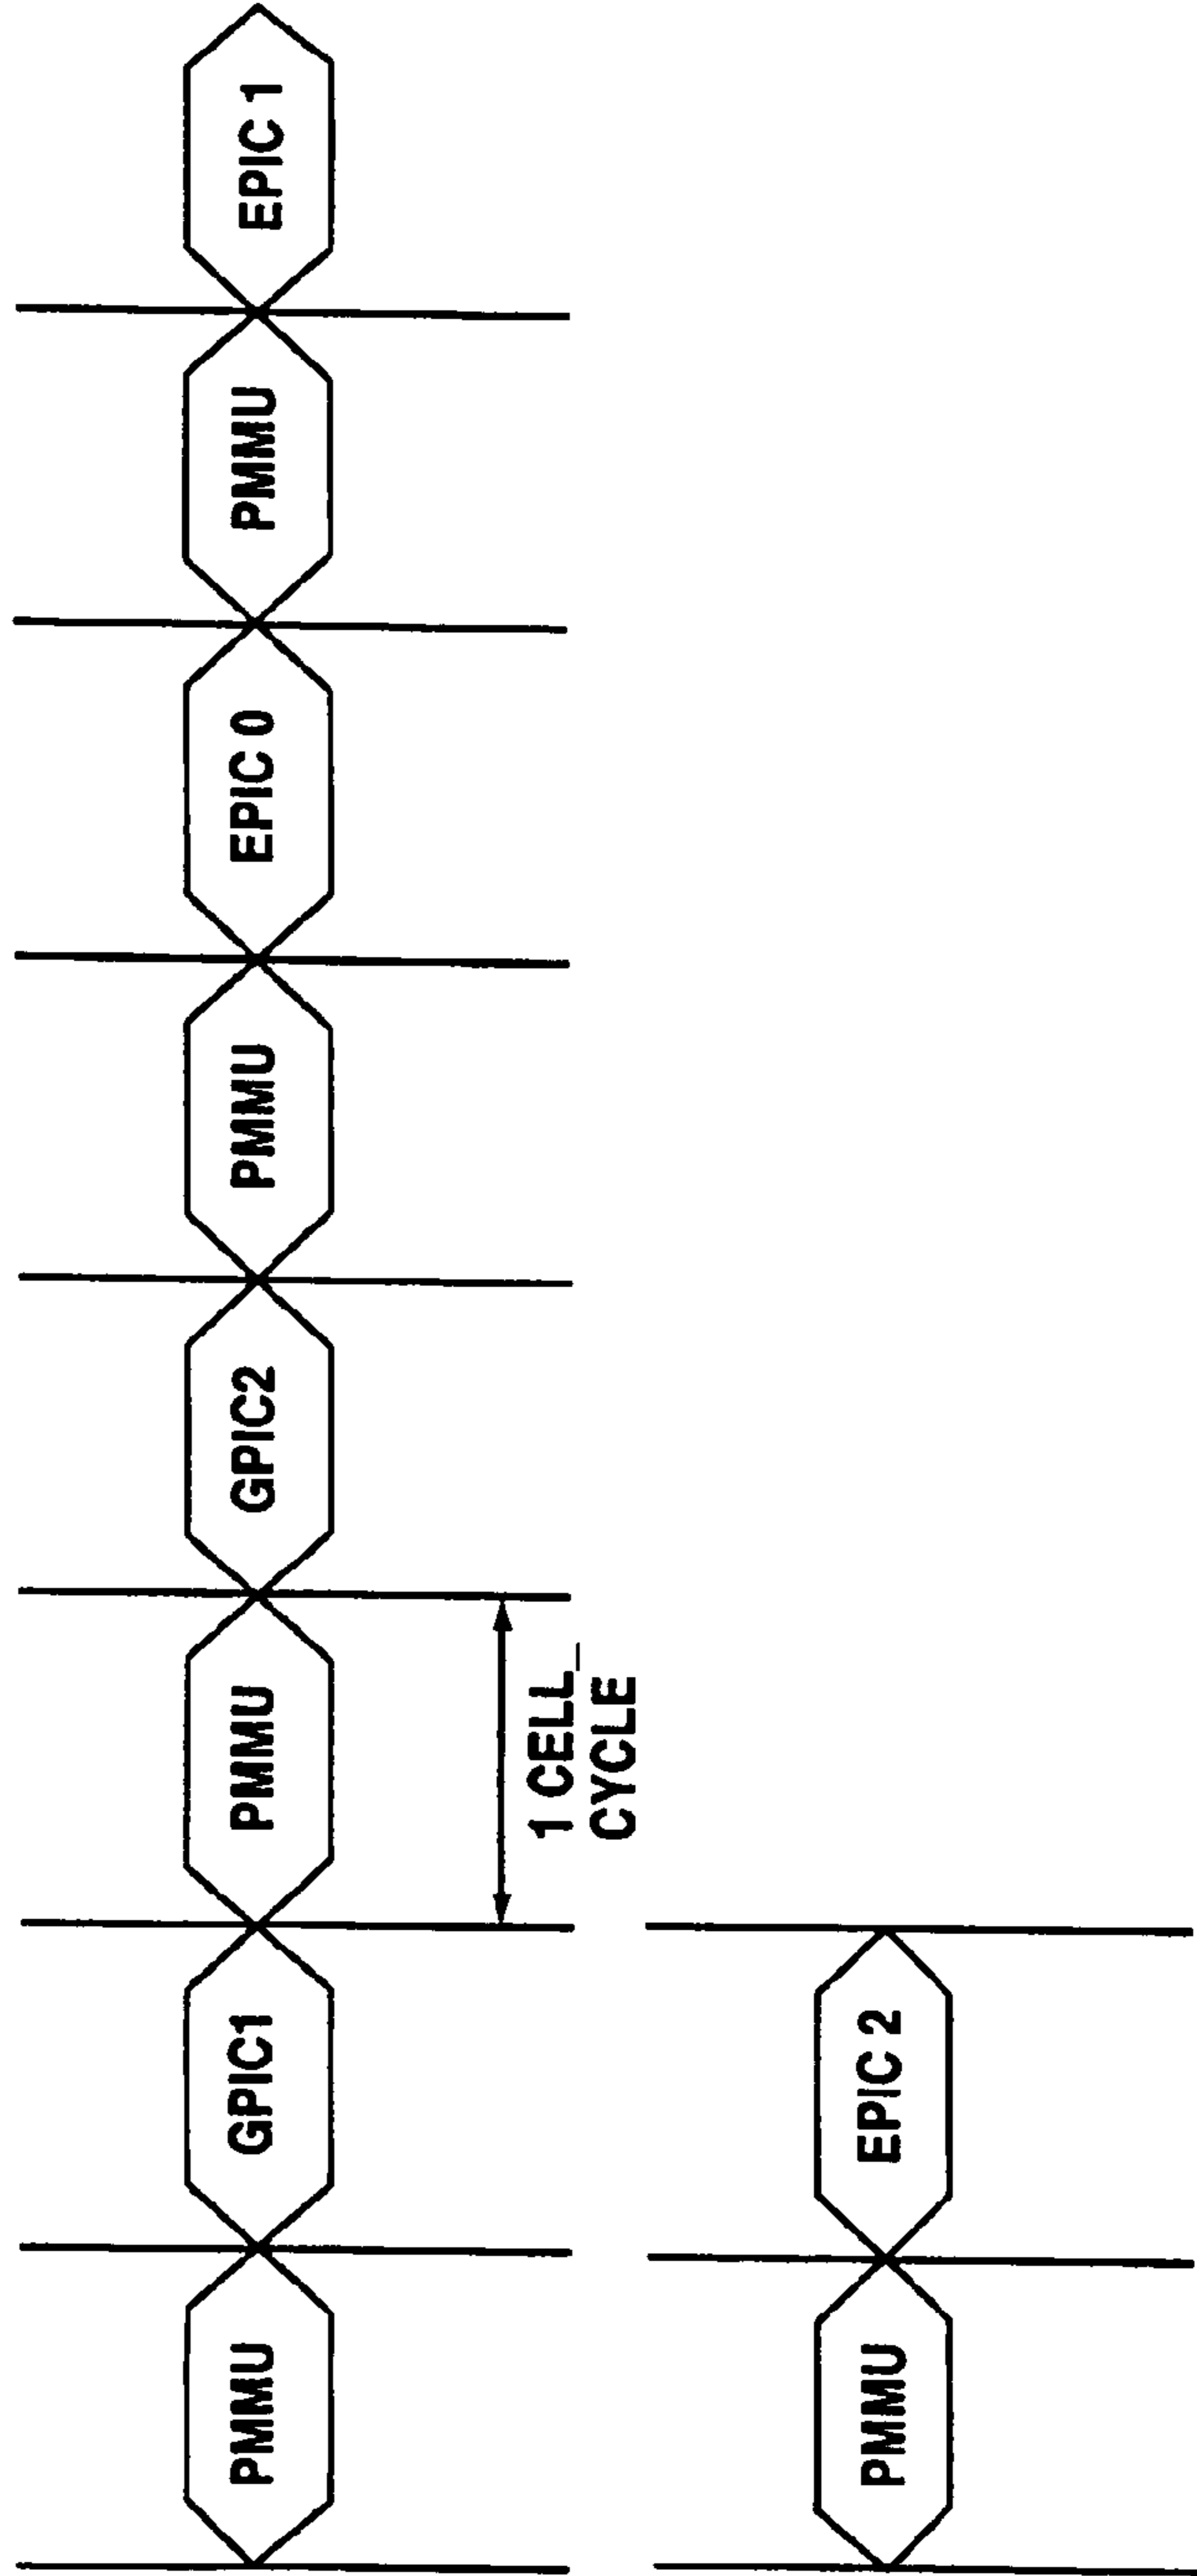 PMMU
GPIC1
PMMU
GPIC2
PMMU
EPIC 0
PMMU
EPIC 1
1 CELL_
CYCLE
PMMU
EPIC 2